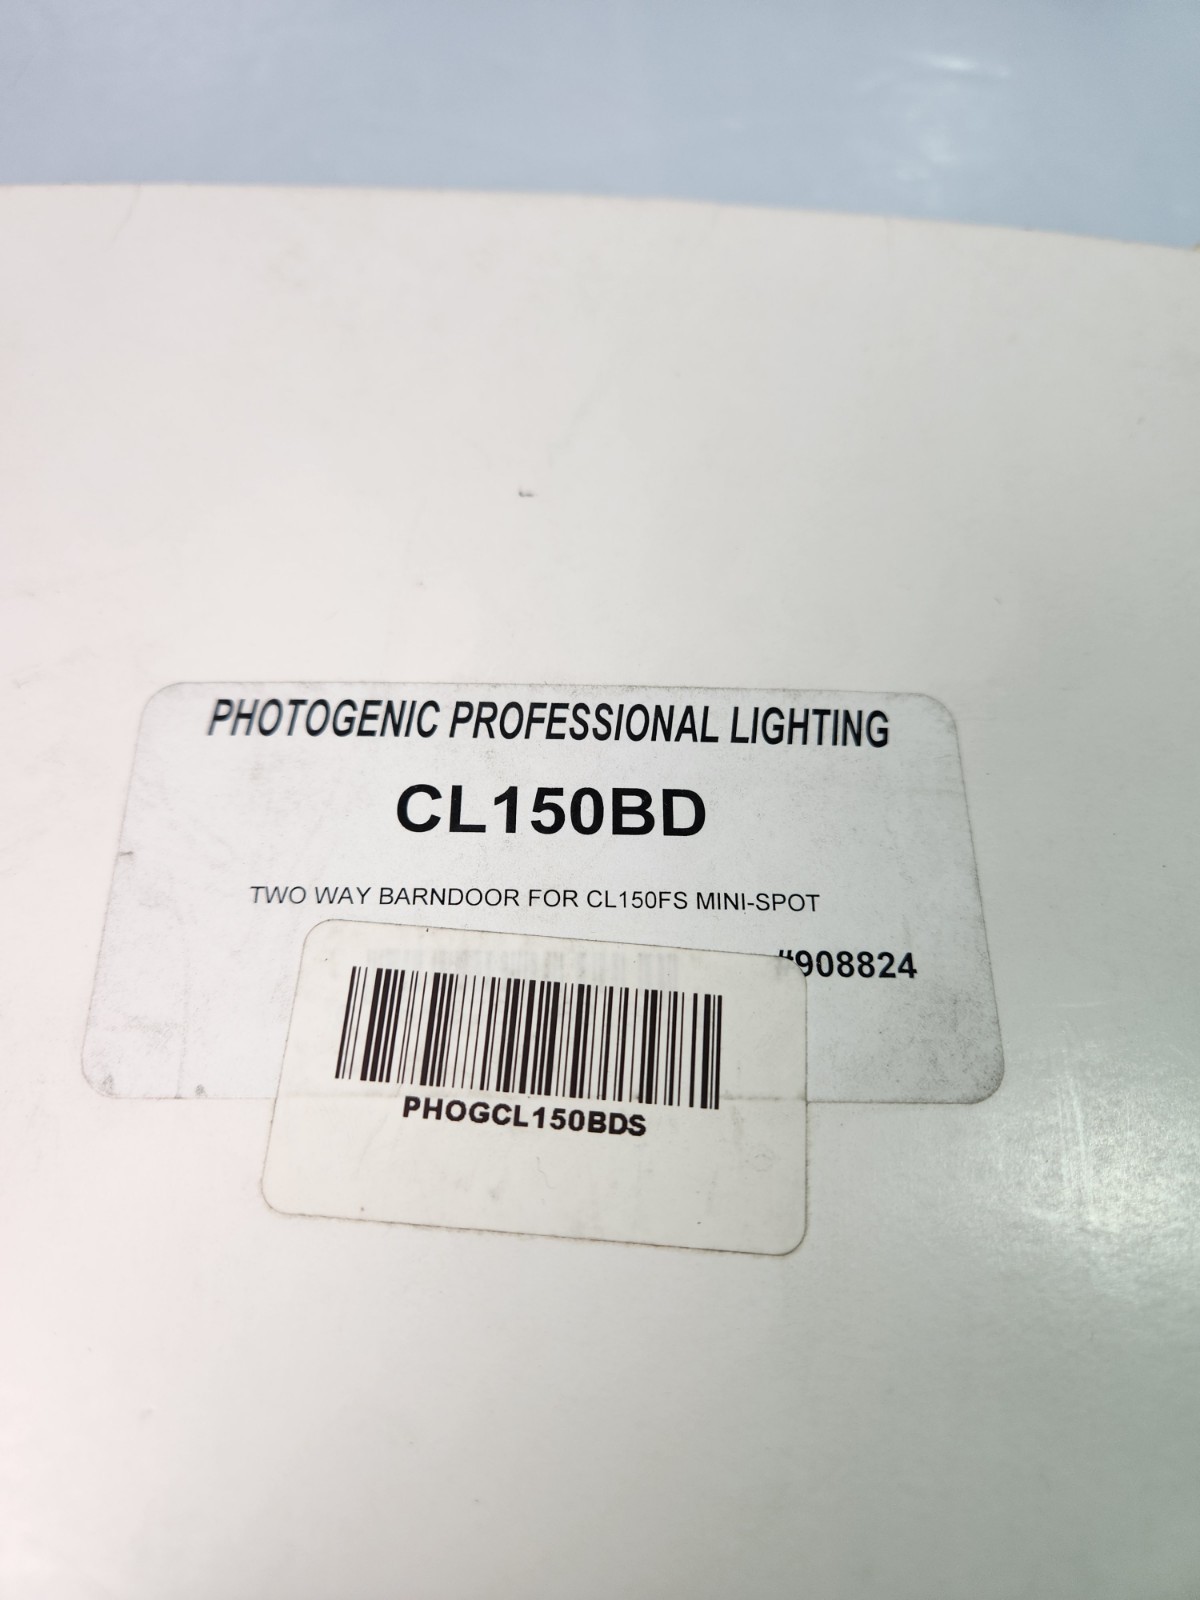 PHOTOGENIC PROFESSIONAL LIGHTING
CL150BD
TWO WAY BARNDOOR FOR CL150FS MINI-SPOT
#908824
PHOGCL150BDS